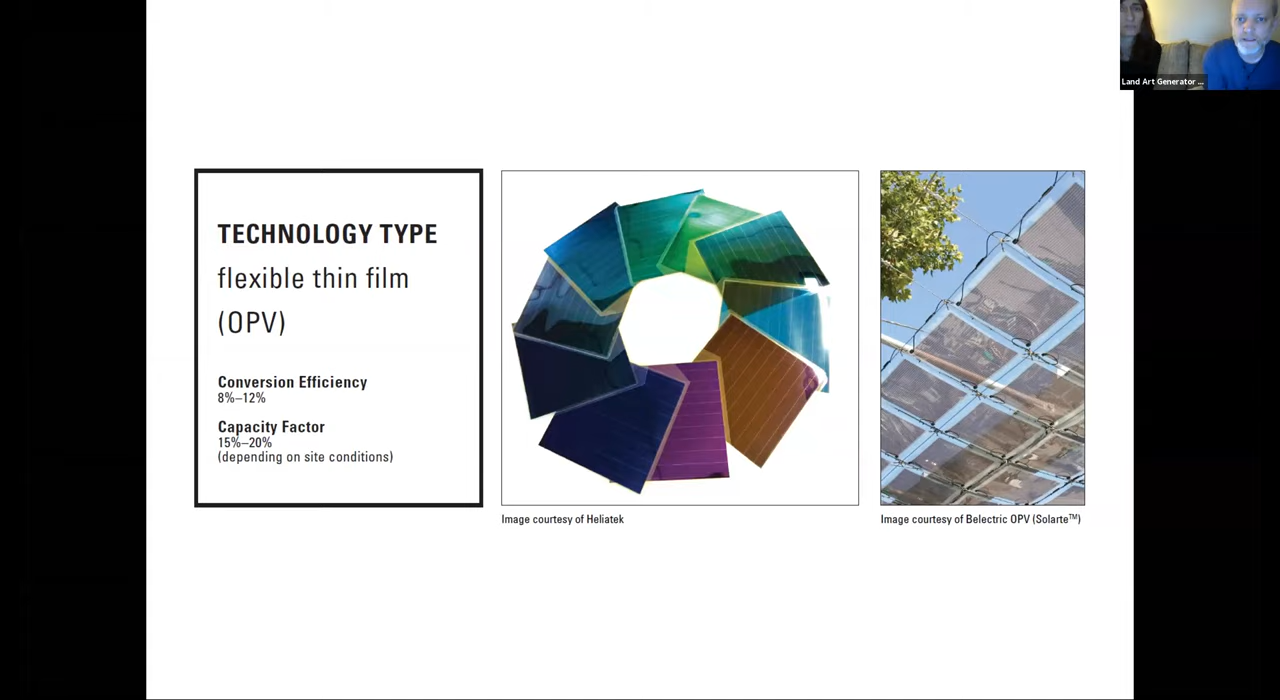 Land Art Generator ...
TECHNOLOGY TYPE
flexible thin film
(OPV)
Conversion Efficiency
8%–12%
Capacity Factor
15%–20%
(depending on site conditions)
Image courtesy of Heliatek
Image courtesy of Belectric OPV (Solarte™)